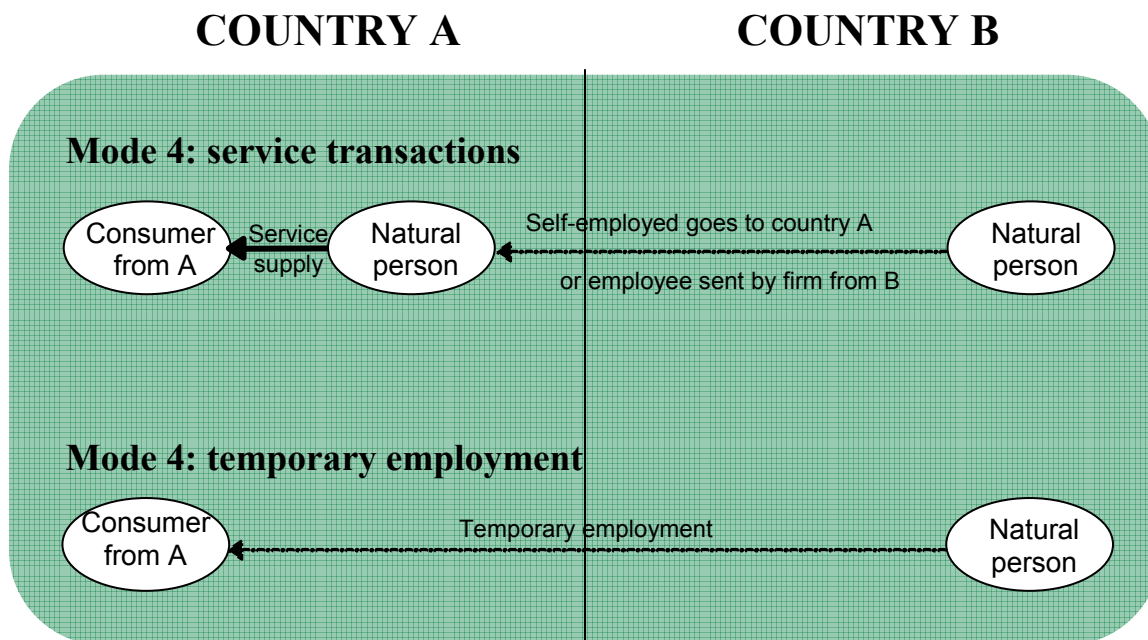 COUNTRY A
COUNTRY B
Mode 4: service transactions
Consumer
from A
Service
supply
Natural
person
Self-employed goes to country A
or employee sent by firm from B
Natural
person
Mode 4: temporary employment
Consumer
from A
Temporary employment
Natural
person